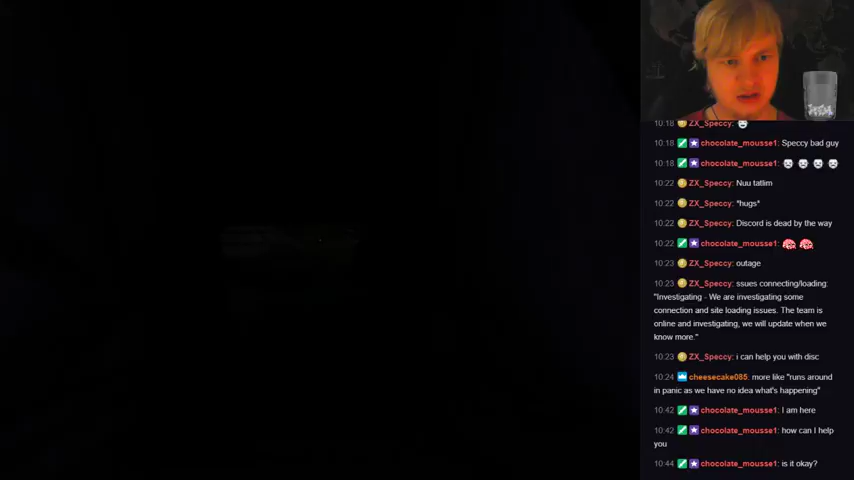 10:18 ZX_Speccy:
10:18 chocolate_mousse1: Speccy bad guy
10:18 chocolate_mousse1:
10:22 ZX_Speccy: Nuu tatlim
10:22 ZX_Speccy: *hugs*
10:22 ZX_Speccy: Discord is dead by the way
10:22 chocolate_mousse1:
10:23 ZX_Speccy: outage
10:23 ZX_Speccy: ssues connecting/loading:
"Investigating - We are investigating some
connection and site loading issues. The team is
online and investigating, we will update when we
know more."
10:23 ZX_Speccy: i can help you with disc
10:24 cheesecake085: more like "runs around
in panic as we have no idea what's happening"
10:42 chocolate_mousse1: I am here
10:42 chocolate_mousse1: how can I help
you
10:44 chocolate_mousse1: is it okay?